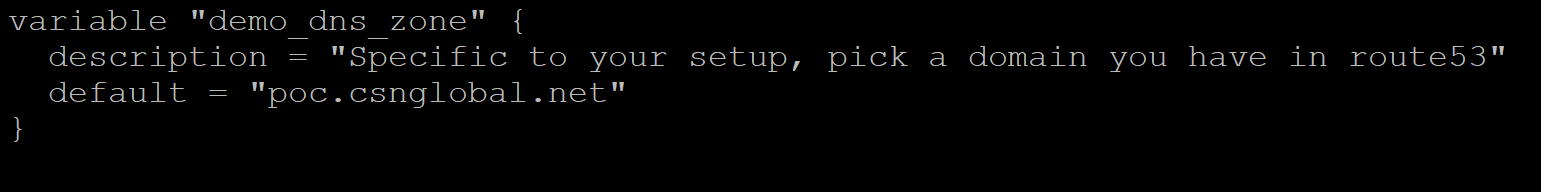 variable "demo_dns_zone" {
  description = "Specific to your setup, pick a domain you have in route53"
  default = "poc.csnglobal.net"
}